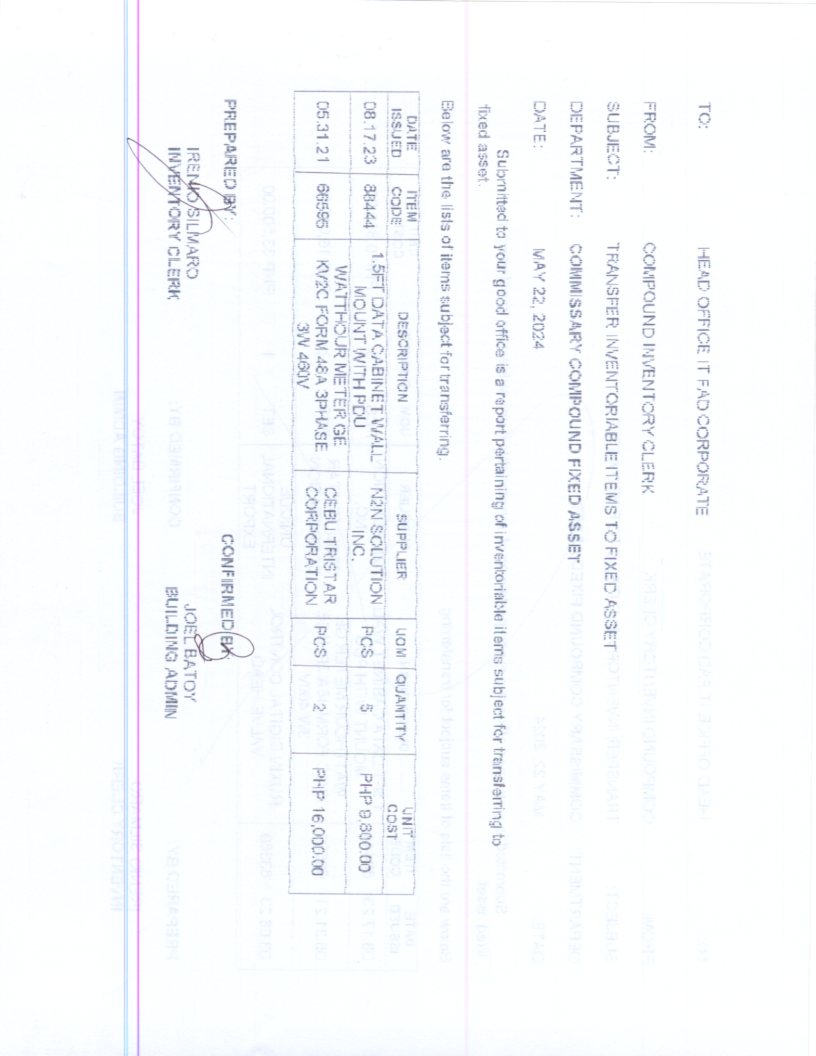 TO: HEAD OFFICE IT FAD CORPORATE
FROM: COMPOUND INVENTORY CLERK
SUBJECT: TRANSFER INVENTORIABLE ITEMS TO FIXED ASSET
DEPARTMENT: COMMISSARY COMPOUND FIXED ASSET
DATE: MAY 22, 2024
Submitted to your good office is a report pertaining of inventoriable items subject for transferring to
fixed asset.
Below are the lists of items subject for transferring.
DATE ISSUED ITEM CODE DESCRIPTION SUPPLIER UOM QUANTITY UNIT COST
08.17.23 88444 1.5FT DATA CABINET WALL MOUNT WITH PDU N2N SOLUTION INC. PCS 5 PHP 9,800.00
05.31.21 66596 WATTHOUR METER GE KV2C FORM 48A 3PHASE 3W 460V CEBU TRISTAR CORPORATION PCS 2 PHP 16,000.00
PREPARED BY: CONFIRMED BY:
IRENIO SILMARO JOEL BATOY
INVENTORY CLERK BUILDING ADMIN